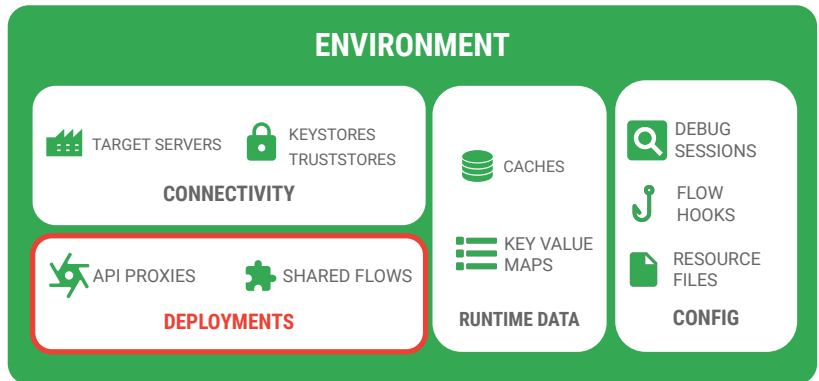 ENVIRONMENT
TARGET SERVERS
KEYSTORES
TRUSTSTORES
CONNECTIVITY
API PROXIES
SHARED FLOWS
DEPLOYMENTS
CACHES
KEY VALUE
MAPS
RUNTIME DATA
DEBUG
SESSIONS
FLOW
HOOKS
RESOURCE
FILES
CONFIG